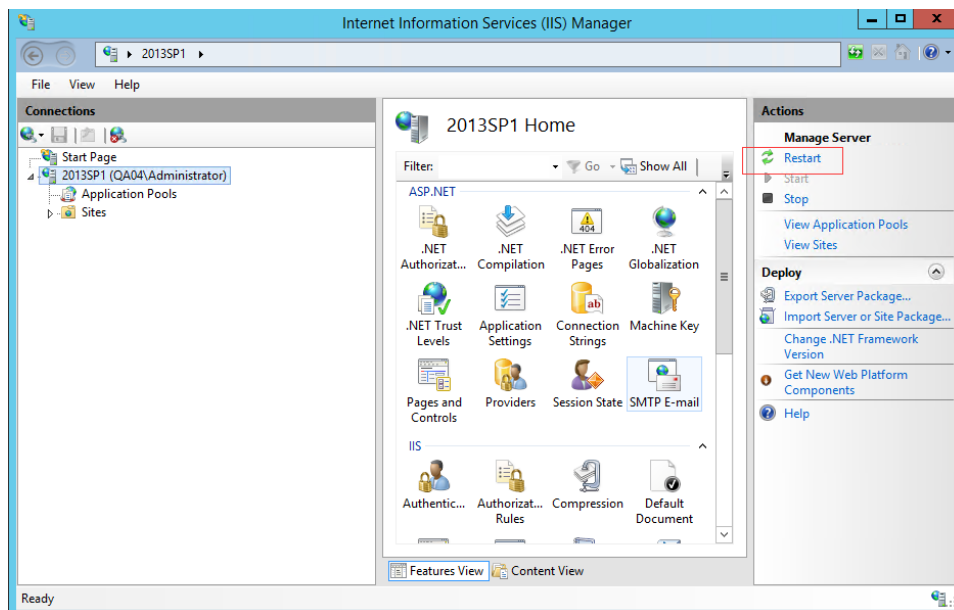 Internet Information Services (IIS) Manager
2013SP1
File View Help
Connections
Start Page
2013SP1 (QA04\Administrator)
Application Pools
Sites
2013SP1 Home
Filter: Go Show All
ASP.NET
.NET Authorizat...
.NET Compilation
.NET Error Pages
.NET Globalization
.NET Trust Levels
Application Settings
Connection Strings
Machine Key
Pages and Controls
Providers
Session State
SMTP E-mail
IIS
Authentic...
Authorizat... Rules
Compression
Default Document
Features View
Content View
Actions
Manage Server
Restart
Start
Stop
View Application Pools
View Sites
Deploy
Export Server Package...
Import Server or Site Package...
Change .NET Framework
Version
Get New Web Platform
Components
Help
Ready